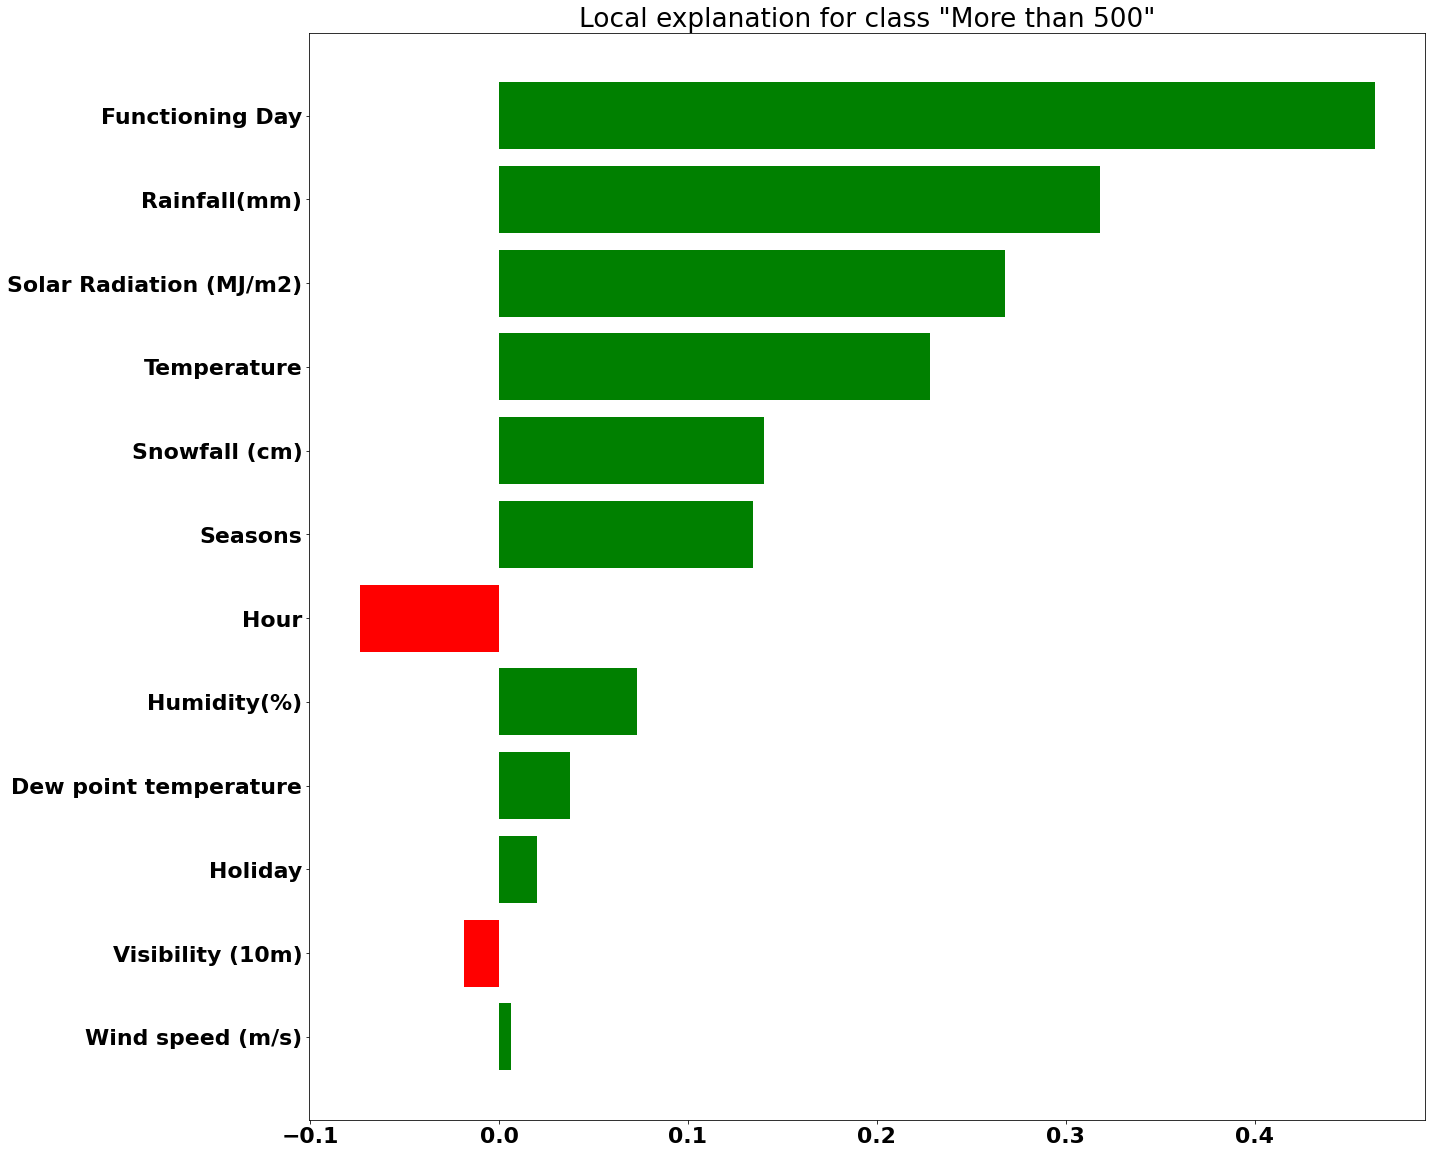 Local explanation for class "More than 500"
Functioning Day
Rainfall(mm)
Solar Radiation (MJ/m2)
Temperature
Snowfall (cm)
Seasons
Hour
Humidity(%)
Dew point temperature
Holiday
Visibility (10m)
Wind speed (m/s)
−0.1 0.0 0.1 0.2 0.3 0.4